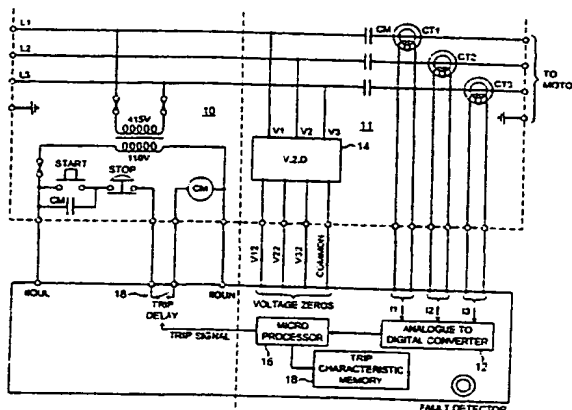 L1
L2
L3
CM
CT1
CT2
CT3
TO
MOTO
10
11
415V
110V
V1
V2
V3
V.Z.D
14
START
STOP
CM
CM
V12
V22
V32
COMMON
18
TRIP
DELAY
TRIP SIGNAL
VOLTAGE ZEROS
I1
I2
I3
MICRO
PROCESSOR
16
ANALOGUE TO
DIGITAL CONVERTER
12
TRIP
CHARACTERISTIC
MEMORY
18
FAULT DETECTOR